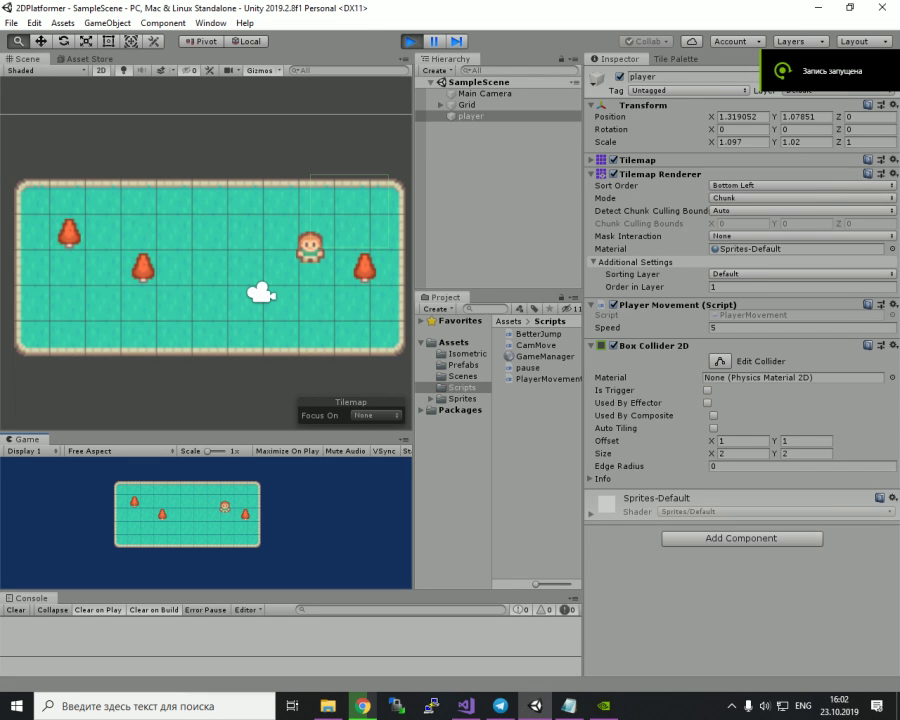 2DPlatformer - SampleScene - PC, Mac & Linux Standalone - Unity 2019.2.8f1 Personal <DX11>
File Edit Assets GameObject Component Window Help
Pivot Local Collab Account Layers Layout
Scene Asset Store
Shaded 2D 0 Gizmos All
Hierarchy
Create All
SampleScene
Main Camera
Grid
player
Inspector Tile Palette
player
Tag Untagged
Запись запущена
Transform
Position X 1.319052 Y 1.07851 Z 0
Rotation X 0 Y 0 Z 0
Scale X 1.097 Y 1.02 Z 1
Tilemap
Tilemap Renderer
Sort Order Bottom Left
Mode Chunk
Detect Chunk Culling Bound Auto
Chunk Culling Bounds X 0 Y 0 Z 0
Mask Interaction None
Material Sprites-Default
Additional Settings
Sorting Layer Default
Order in Layer 1
Player Movement (Script)
Script PlayerMovement
Speed 5
Box Collider 2D
Edit Collider
Material None (Physics Material 2D)
Is Trigger
Used By Effector
Used By Composite
Auto Tiling
Offset X 1 Y 1
Size X 2 Y 2
Edge Radius 0
Info
Sprites-Default
Shader Sprites/Default
Add Component
Tilemap
Focus On None
Project
Create 11
Favorites
Assets
Isometric
Prefabs
Scenes
Scripts
Sprites
Packages
Assets Scripts
BetterJump
CamMove
GameManager
pause
PlayerMovement
Game
Display 1 Free Aspect Scale 1x Maximize On Play Mute Audio VSync St
Console
Clear Collapse Clear on Play Clear on Build Error Pause Editor 0 0 0
Введите здесь текст для поиска
ENG
16:02
23.10.2019